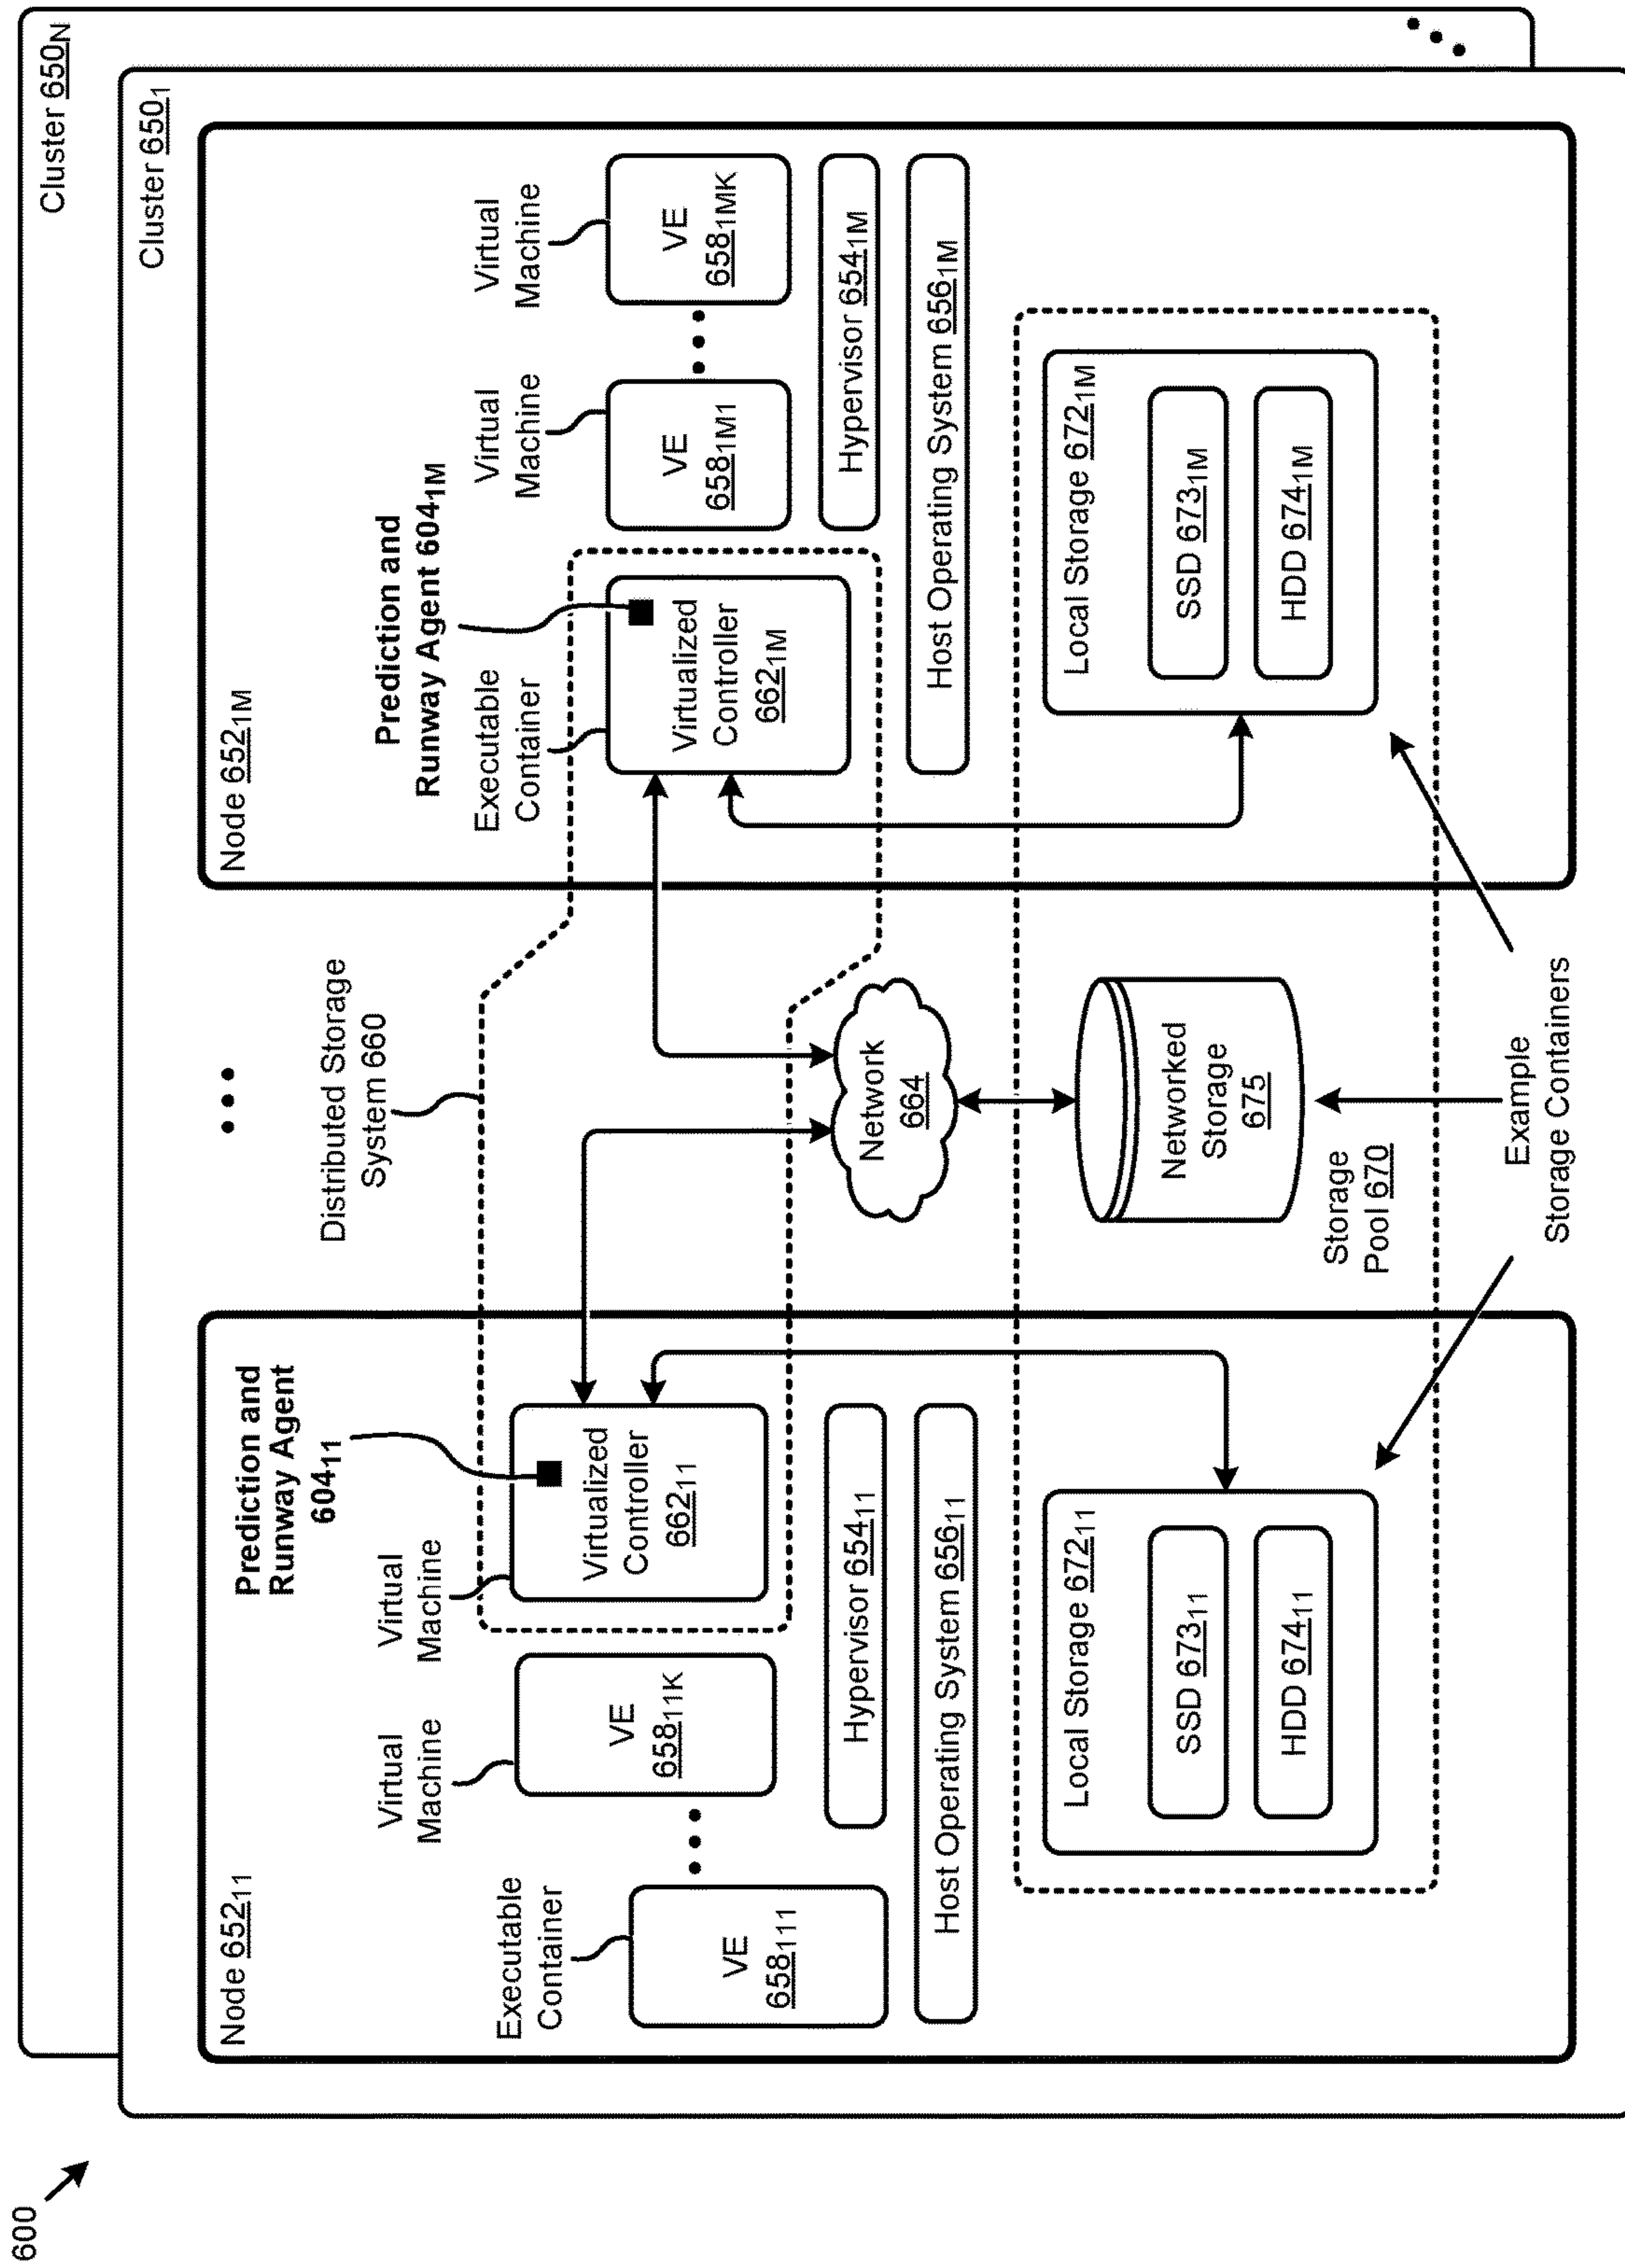 600
Cluster 650N
Cluster 6501
Node 65211
Prediction and
Runway Agent
60411
Virtual
Machine
Virtual
Machine
Executable
Container
VE
658111
VE
65811K
Virtualized
Controller
66211
Hypervisor 65411
Host Operating System 65611
Local Storage 67211
SSD 67311
HDD 67411
Distributed Storage
System 660
Network
664
Networked
Storage
675
Storage
Pool 670
Example
Storage Containers
Node 6521M
Prediction and
Runway Agent 6041M
Executable
Container
Virtual
Machine
Virtual
Machine
Virtualized
Controller
6621M
VE
6581M1
VE
6581MK
Hypervisor 6541M
Host Operating System 6561M
Local Storage 6721M
SSD 6731M
HDD 6741M